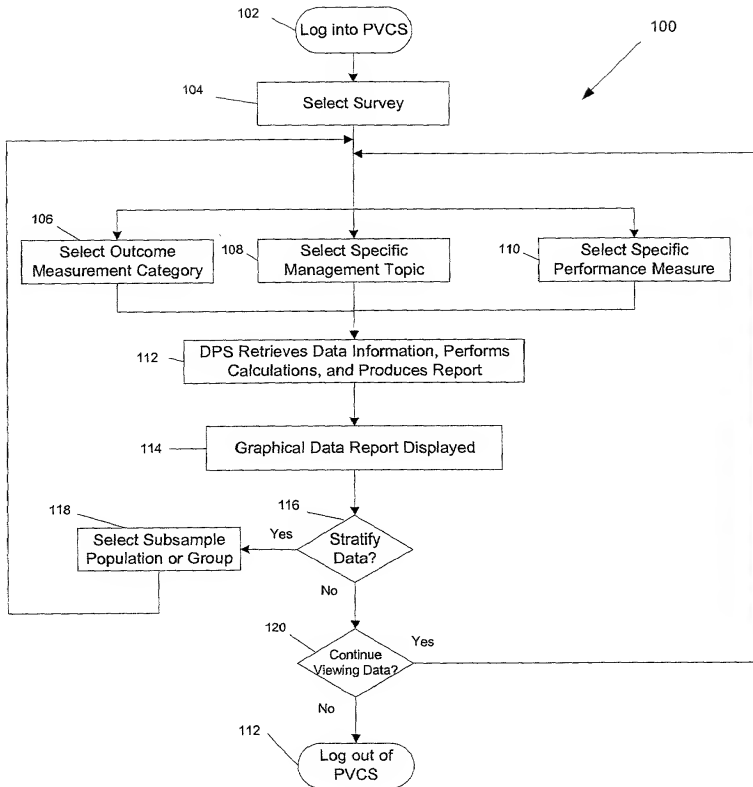 102
Log into PVCS
100
104
Select Survey
106
Select Outcome
Measurement Category
108
Select Specific
Management Topic
110
Select Specific
Performance Measure
112
DPS Retrieves Data Information, Performs
Calculations, and Produces Report
114
Graphical Data Report Displayed
116
Stratify
Data?
118
Select Subsample
Population or Group
Yes
No
120
Continue
Viewing Data?
Yes
No
112
Log out of
PVCS